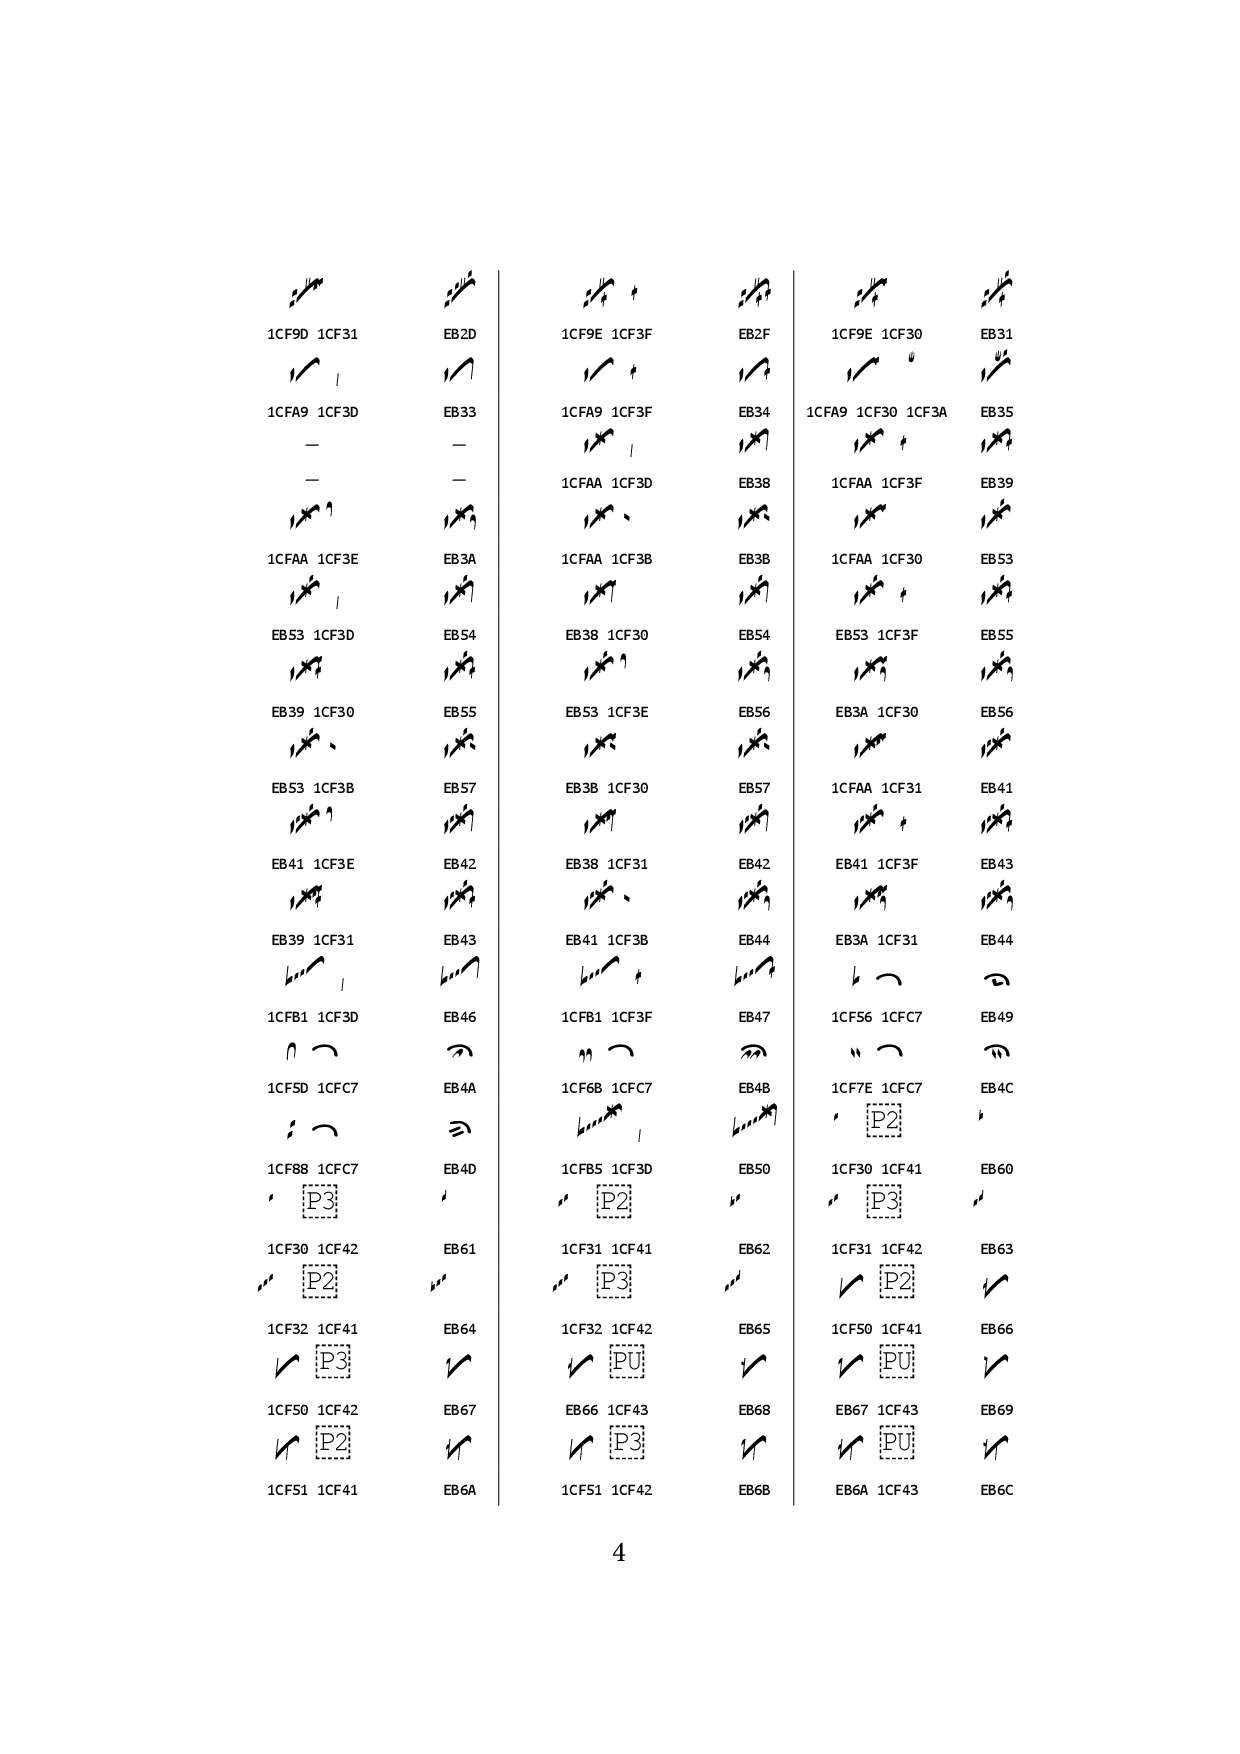 1CF9D 1CF31 EB2D 1CF9E 1CF3F EB2F 1CF9E 1CF30 EB31
1CFA9 1CF3D EB33 1CFA9 1CF3F EB34 1CFA9 1CF30 1CF3A EB35
— —
— — 1CFAA 1CF3D EB38 1CFAA 1CF3F EB39
1CFAA 1CF3E EB3A 1CFAA 1CF3B EB3B 1CFAA 1CF30 EB53
EB53 1CF3D EB54 EB38 1CF30 EB54 EB53 1CF3F EB55
EB39 1CF30 EB55 EB53 1CF3E EB56 EB3A 1CF30 EB56
EB53 1CF3B EB57 EB3B 1CF30 EB57 1CFAA 1CF31 EB41
EB41 1CF3E EB42 EB38 1CF31 EB42 EB41 1CF3F EB43
EB39 1CF31 EB43 EB41 1CF3B EB44 EB3A 1CF31 EB44
1CFB1 1CF3D EB46 1CFB1 1CF3F EB47 1CF56 1CFC7 EB49
1CF5D 1CFC7 EB4A 1CF6B 1CFC7 EB4B 1CF7E 1CFC7 EB4C
P2
1CF88 1CFC7 EB4D 1CFB5 1CF3D EB50 1CF30 1CF41 EB60
P3 P2 P3
1CF30 1CF42 EB61 1CF31 1CF41 EB62 1CF31 1CF42 EB63
P2 P3 P2
1CF32 1CF41 EB64 1CF32 1CF42 EB65 1CF50 1CF41 EB66
P3 PU PU
1CF50 1CF42 EB67 EB66 1CF43 EB68 EB67 1CF43 EB69
P2 P3 PU
1CF51 1CF41 EB6A 1CF51 1CF42 EB6B EB6A 1CF43 EB6C
4